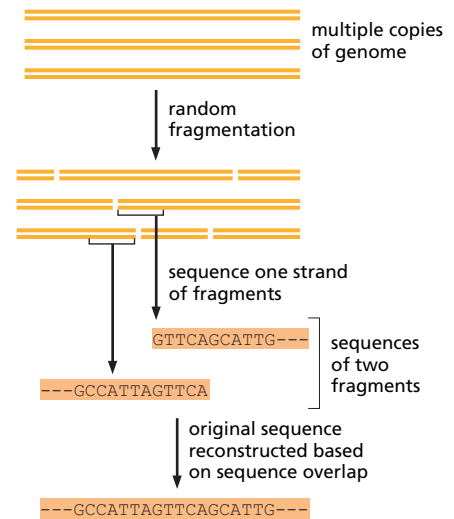 multiple copies
of genome
random
fragmentation
sequence one strand
of fragments
GTTCAGCATTG---
sequences
of two
fragments
---GCCATTAGTTCA
original sequence
reconstructed based
on sequence overlap
---GCCATTAGTTCAGCATTG---